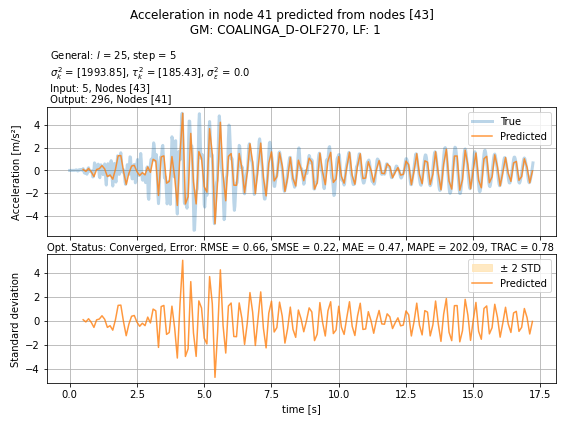 Acceleration in node 41 predicted from nodes [43]
GM: COALINGA_D-OLF270, LF: 1
General: l = 25, step = 5
σ²ₖ = [1993.85], τ²ₖ = [185.43], σ²ε = 0.0
Input: 5, Nodes [43]
Output: 296, Nodes [41]
Acceleration [m/s²]
4
2
0
−2
−4
True
Predicted
Opt. Status: Converged, Error: RMSE = 0.66, SMSE = 0.22, MAE = 0.47, MAPE = 202.09, TRAC = 0.78
Standard deviation
4
2
0
−2
−4
± 2 STD
Predicted
0.0 2.5 5.0 7.5 10.0 12.5 15.0 17.5
time [s]